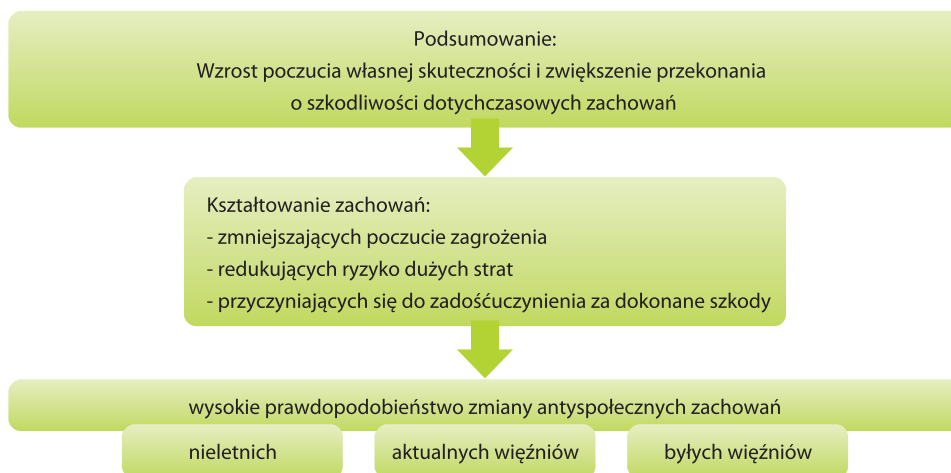 Podsumowanie:
Wzrost poczucia własnej skuteczności i zwiększenie przekonania
o szkodliwości dotychczasowych zachowań
Kształtowanie zachowań:
- zmniejszających poczucie zagrożenia
- redukujących ryzyko dużych strat
- przyczyniających się do zadośćuczynienia za dokonane szkody
wysokie prawdopodobieństwo zmiany antyspołecznych zachowań
nieletnich
aktualnych więźniów
byłych więźniów